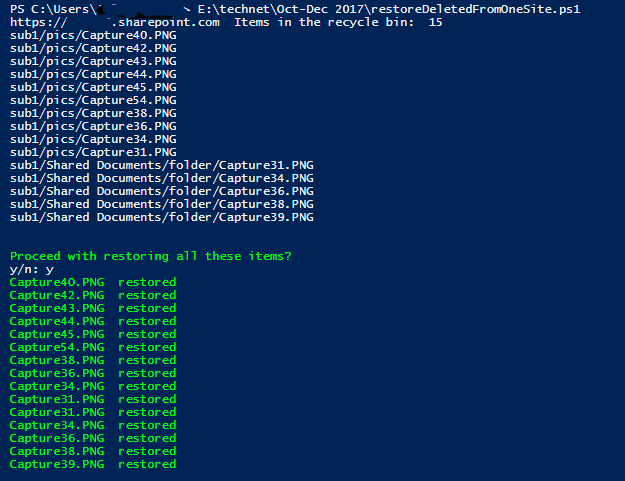 PS C:\Users\ > E:\technet\Oct-Dec 2017\restoreDeletedFromOneSite.ps1
https:// .sharepoint.com  Items in the recycle bin:  15
sub1/pics/Capture40.PNG
sub1/pics/Capture42.PNG
sub1/pics/Capture43.PNG
sub1/pics/Capture44.PNG
sub1/pics/Capture45.PNG
sub1/pics/Capture54.PNG
sub1/pics/Capture38.PNG
sub1/pics/Capture36.PNG
sub1/pics/Capture34.PNG
sub1/pics/Capture31.PNG
sub1/Shared Documents/folder/Capture31.PNG
sub1/Shared Documents/folder/Capture34.PNG
sub1/Shared Documents/folder/Capture36.PNG
sub1/Shared Documents/folder/Capture38.PNG
sub1/Shared Documents/folder/Capture39.PNG
Proceed with restoring all these items?
y/n: y
Capture40.PNG  restored
Capture42.PNG  restored
Capture43.PNG  restored
Capture44.PNG  restored
Capture45.PNG  restored
Capture54.PNG  restored
Capture38.PNG  restored
Capture36.PNG  restored
Capture34.PNG  restored
Capture31.PNG  restored
Capture31.PNG  restored
Capture34.PNG  restored
Capture36.PNG  restored
Capture38.PNG  restored
Capture39.PNG  restored